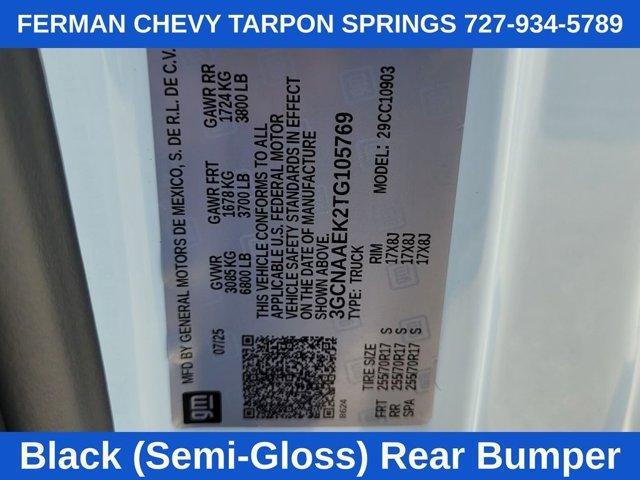 FERMAN CHEVY TARPON SPRINGS 727-934-5789
MFD BY GENERAL MOTORS DE MEXICO, S. DE R.L. DE C.V.
07/25
GVWR
3085KG
6800 LB
GAWR FRT
1678 KG
3700 LB
GAWR RR
1724 KG
3800 LB
THIS VEHICLE CONFORMS TO ALL
APPLICABLE U.S. FEDERAL MOTOR
VEHICLE SAFETY STANDARDS IN EFFECT
ON THE DATE OF MANUFACTURE
SHOWN ABOVE.
3GCNAAEK2TG105769
TYPE: TRUCK
MODEL: 29CC10903
TIRE SIZE
RIM
FRT 255/70R17 S 17X8J
RR 255/70R17 S 17X8J
SPA 255/70R17 S 17X8J
gm
B624
Black (Semi-Gloss) Rear Bumper